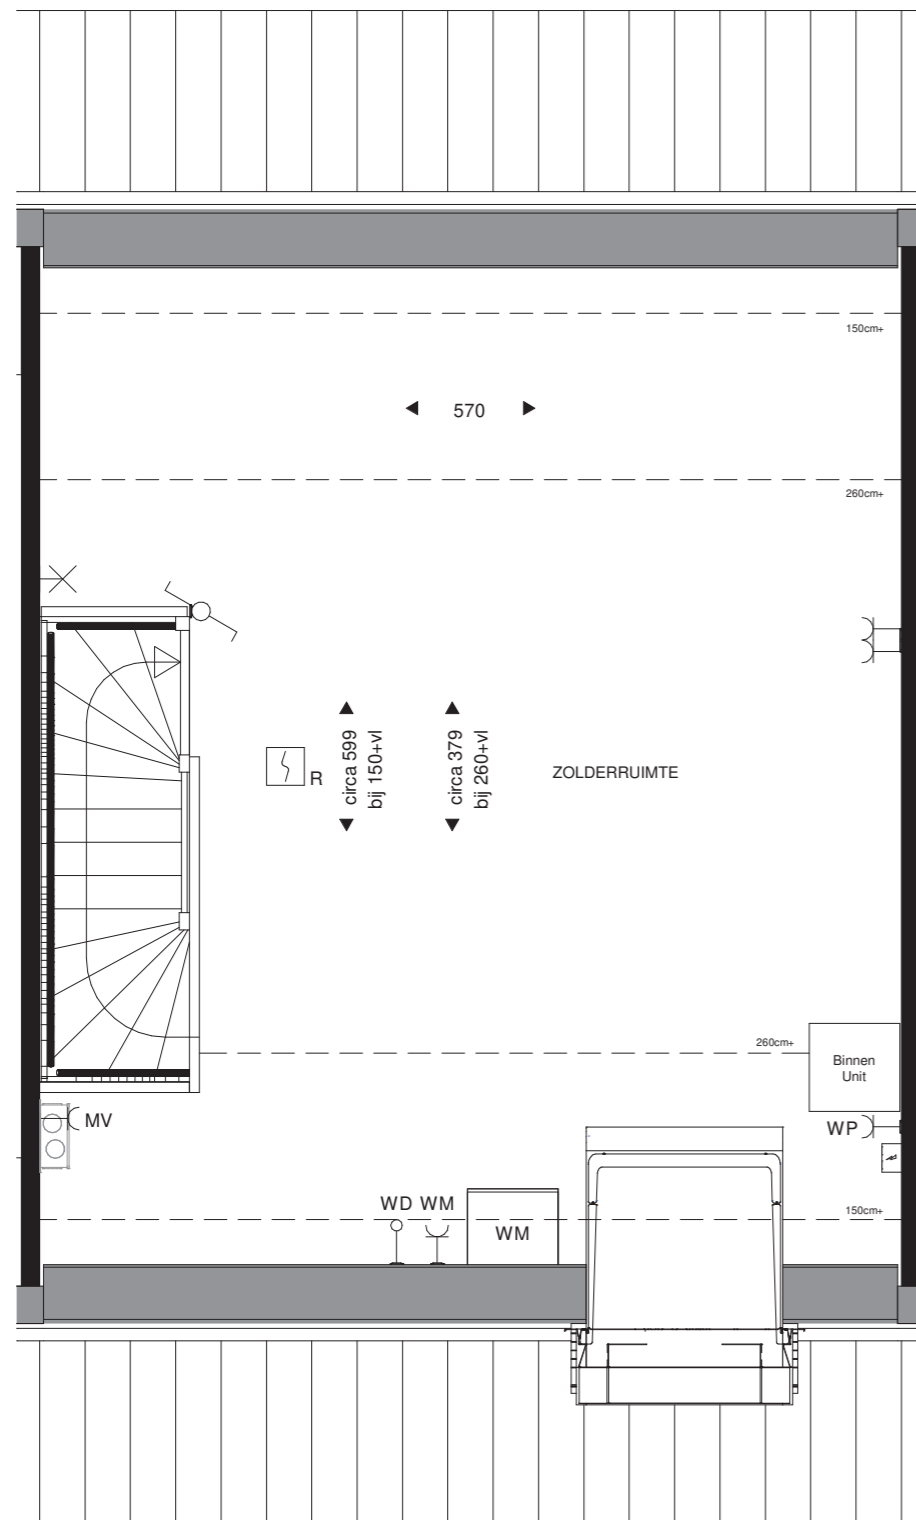 150cm+
570
260cm+
R
circa 599
bij 150+vl
circa 379
bij 260+vl
ZOLDERRUIMTE
260cm+
Binnen
Unit
MV
WP
150cm+
WD WM
WM